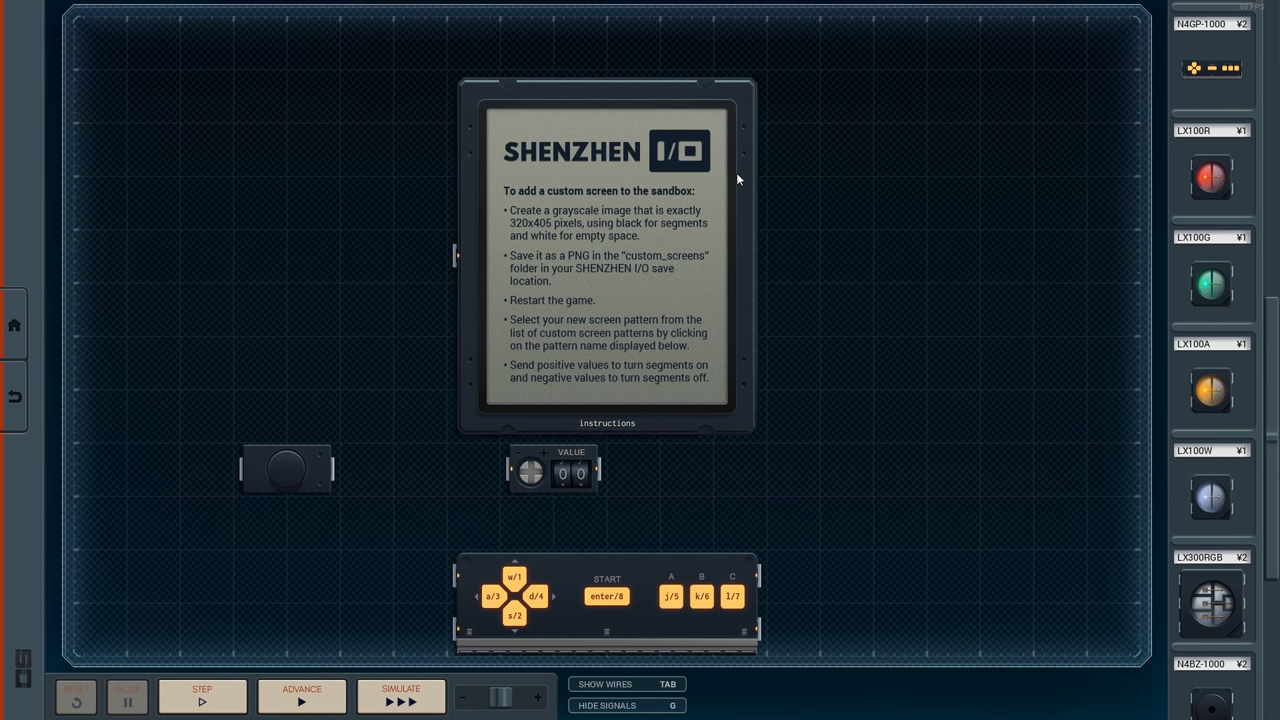 60 FPS
N4GP-1000 ¥2
LX100R ¥1
LX100G ¥1
LX100A ¥1
LX100W ¥1
LX300RGB ¥2
N4BZ-1000 ¥2
SHENZHEN I/O
To add a custom screen to the sandbox:
• Create a grayscale image that is exactly
320x405 pixels, using black for segments
and white for empty space.
• Save it as a PNG in the "custom_screens"
folder in your SHENZHEN I/O save
location.
• Restart the game.
• Select your new screen pattern from the
list of custom screen patterns by clicking
on the pattern name displayed below.
• Send positive values to turn segments on
and negative values to turn segments off.
instructions
- + VALUE
0 0
w/1
a/3 d/4
s/2
START
enter/8
A B C
j/5 k/6 l/7
RESET
PAUSE
STEP
ADVANCE
SIMULATE
- +
SHOW WIRES TAB
HIDE SIGNALS G